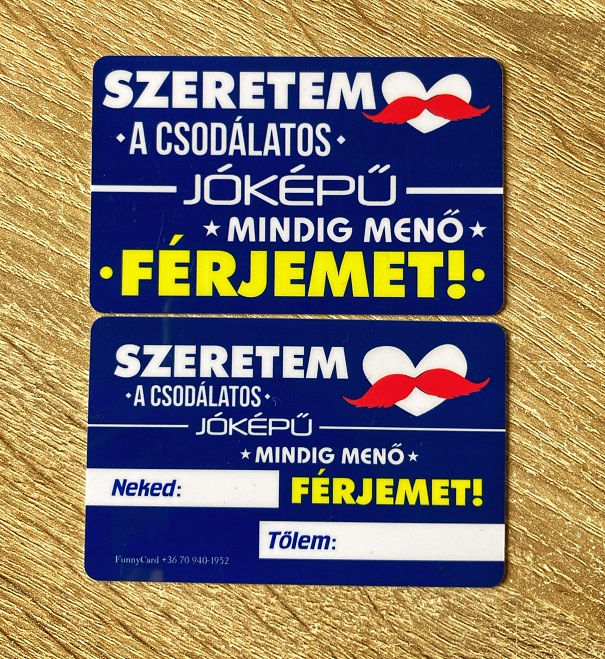 SZERETEM
·A CSODÁLATOS·
JÓKÉPŰ
★ MINDIG MENŐ ★
·FÉRJEMET!·
SZERETEM
·A CSODÁLATOS·
JÓKÉPŰ
★ MINDIG MENŐ ★
Neked: FÉRJEMET!
Tőlem:
FunnyCard +36 70 940-1952